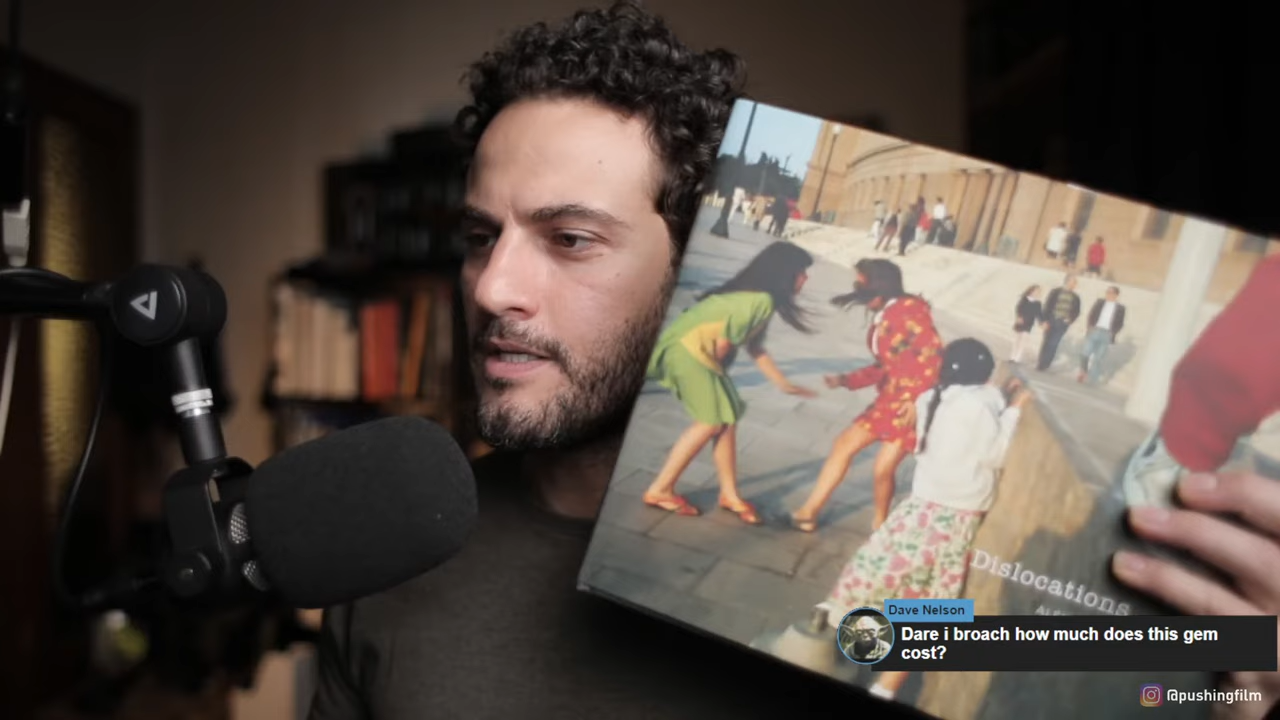 Dislocations
Dave Nelson
Dare i broach how much does this gem
cost?
@pushingfilm